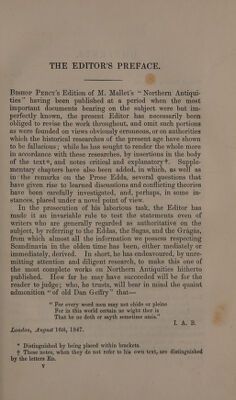 THE EDITOR'S PREFACE.
Bishop Percy's Edition of M. Mallet's "Northern Antiqui-
ties" having been published at a period when the most
important documents bearing on the subject were but im-
perfectly known, the present Editor has necessarily been
obliged to revise the work throughout, and omit such portions
as were founded on views obviously erroneous, or on authorities
which the historical researches of the present age have shown
to be fallacious; while he has sought to render the whole more
in accordance with these researches, by insertions in the body
of the text*, and notes critical and explanatory†. Supple-
mentary chapters have also been added, in which, as well as
in the remarks on the Prose Edda, several questions that
have given rise to learned discussions and conflicting theories
have been carefully investigated, and, perhaps, in some in-
stances, placed under a novel point of view.
In the prosecution of his laborious task, the Editor has
made it an invariable rule to test the statements even of
writers who are generally regarded as authoritative on the
subject, by referring to the Eddas, the Sagas, and the Grágás,
from which almost all the information we possess respecting
Scandinavia in the olden time has been, either mediately or
immediately, derived. In short, he has endeavoured, by unre-
mitting attention and diligent research, to make this one of
the most complete works on Northern Antiquities hitherto
published. How far he may have succeeded will be for the
reader to judge; who, he trusts, will bear in mind the quaint
admonition "of old Dan Geffry" that—
"For every word men may not chide or pleine
For in this world certain ne wight ther is
That he ne doth or sayth sometime amis."
I. A. B.
London, August 16th, 1847.
* Distinguished by being placed within brackets.
† These notes, when they do not refer to his own text, are distinguished
by the letters Ed.
v